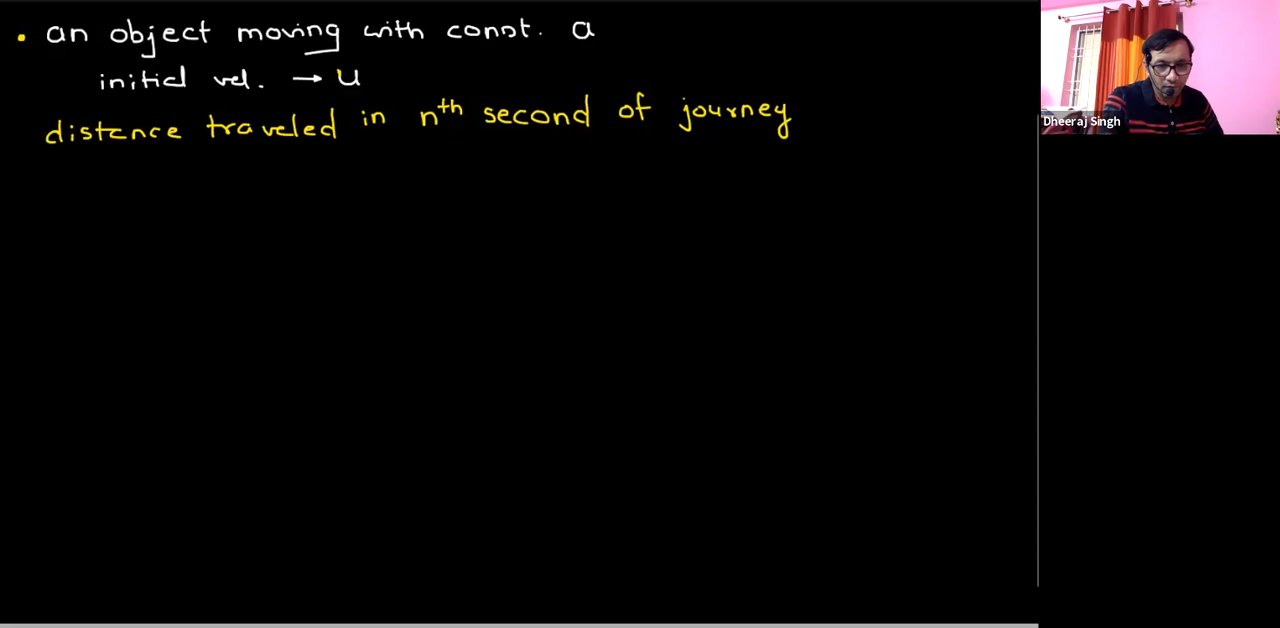 • an object moving with const. a
initial vel. → u
distance traveled in nth second of journey
Dheeraj Singh